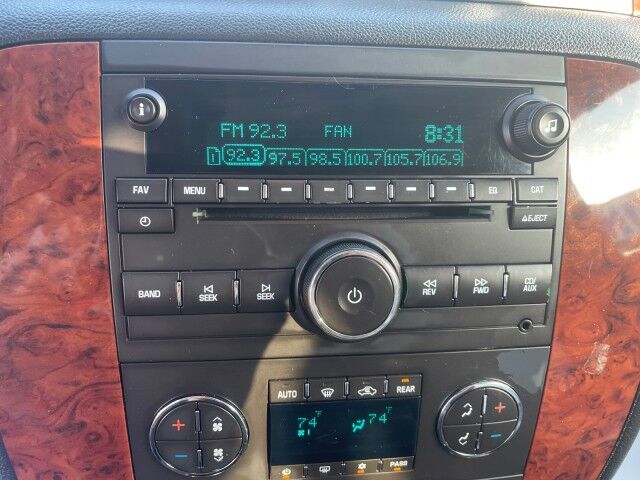 FM 92.3 FAN 8:31
1 92.3 97.5 98.5 100.7 105.7 106.9
FAV MENU EQ CAT
EJECT
BAND SEEK SEEK REV FWD CD/AUX
AUTO REAR
74°F 74°F
PASS